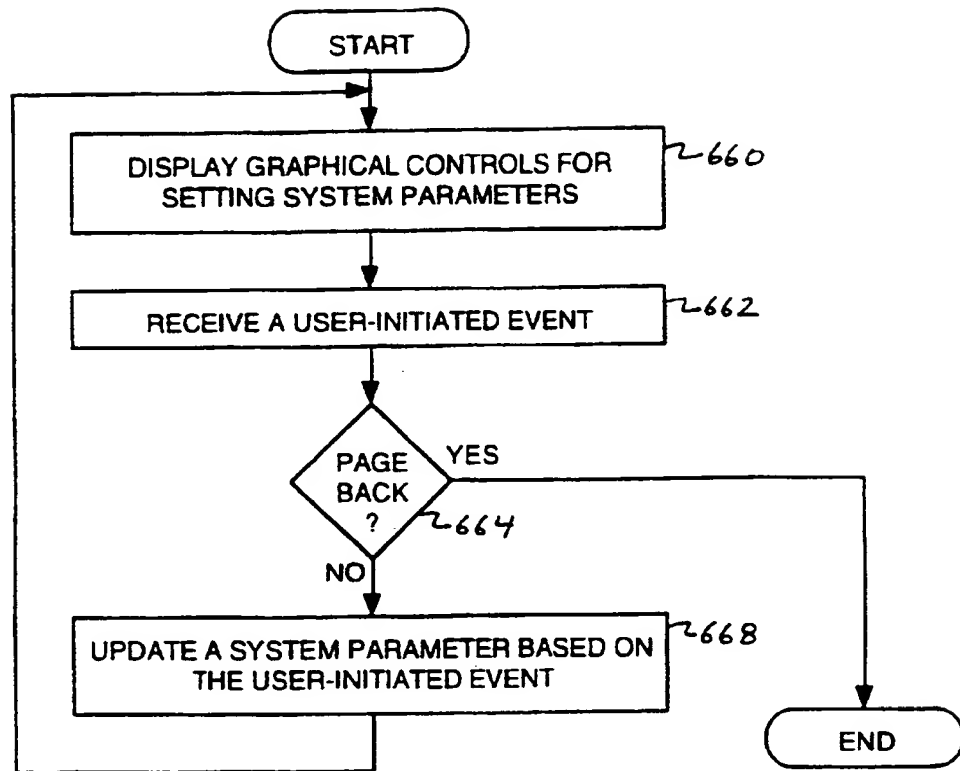 START
DISPLAY GRAPHICAL CONTROLS FOR
SETTING SYSTEM PARAMETERS
660
RECEIVE A USER-INITIATED EVENT
662
PAGE
BACK
?
YES
664
NO
UPDATE A SYSTEM PARAMETER BASED ON
THE USER-INITIATED EVENT
668
END